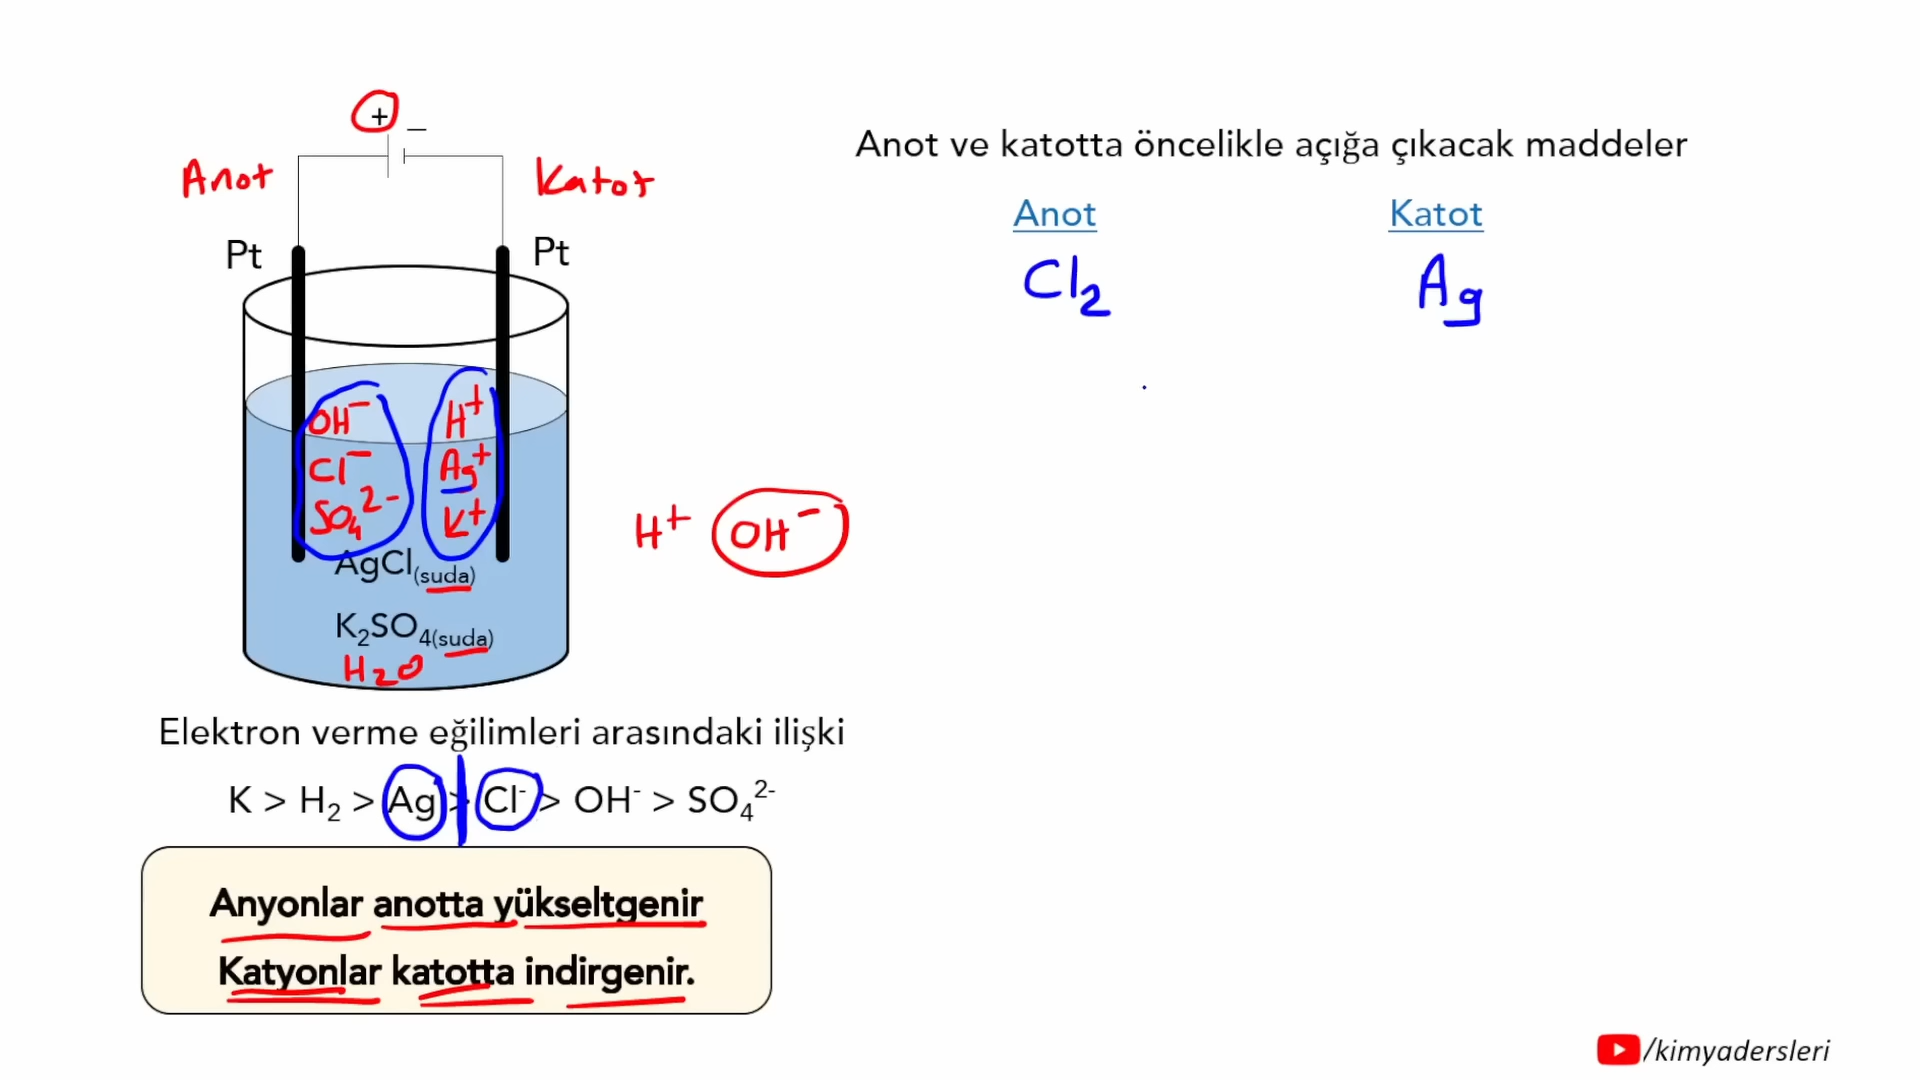 + −
Anot
Katot
Pt
Pt
OH⁻
Cl⁻
SO₄²⁻
H⁺
Ag⁺
K⁺
AgCl(suda)
K₂SO₄(suda)
H₂O
H⁺ OH⁻
Elektron verme eğilimleri arasındaki ilişki
K > H₂ > Ag > Cl⁻ > OH⁻ > SO₄²⁻
Anyonlar anotta yükseltgenir
Katyonlar katotta indirgenir.
Anot ve katotta öncelikle açığa çıkacak maddeler
Anot
Katot
Cl₂
Ag
/kimyadersleri